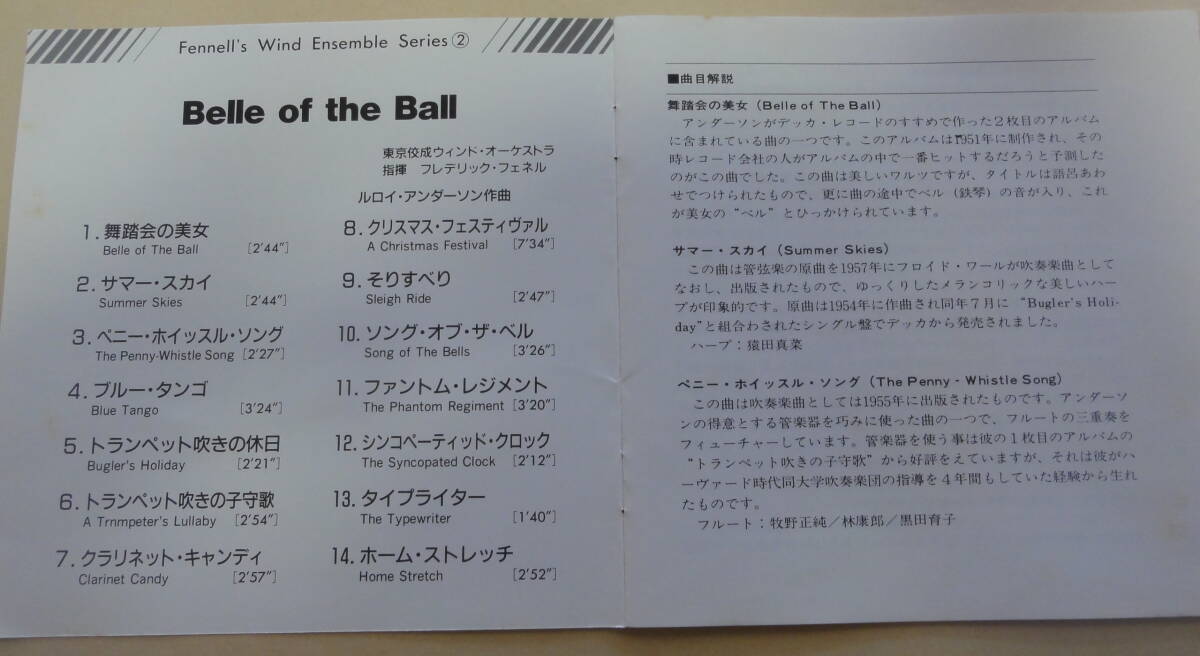 Fennell's Wind Ensemble Series②
Belle of the Ball
東京佼成ウィンド・オーケストラ
指揮 フレデリック・フェネル
ルロイ・アンダーソン作曲
1. 舞踏会の美女
Belle of The Ball [2'44"]
2. サマー・スカイ
Summer Skies [2'44"]
3. ペニー・ホイッスル・ソング
The Penny-Whistle Song [2'27"]
4. ブルー・タンゴ
Blue Tango [3'24"]
5. トランペット吹きの休日
Bugler's Holiday [2'21"]
6. トランペット吹きの子守歌
A Trnmpeter's Lullaby [2'54"]
7. クラリネット・キャンディ
Clarinet Candy [2'57"]
8. クリスマス・フェスティヴァル
A Christmas Festival [7'34"]
9. そりすべり
Sleigh Ride [2'47"]
10. ソング・オブ・ザ・ベル
Song of The Bells [3'26"]
11. ファントム・レジメント
The Phantom Regiment [3'20"]
12. シンコペーティッド・クロック
The Syncopated Clock [2'12"]
13. タイプライター
The Typewriter [1'40"]
14. ホーム・ストレッチ
Home Stretch [2'52"]
■曲目解説
舞踏会の美女（Belle of The Ball）
アンダーソンがデッカ・レコードのすすめで作った2枚目のアルバム
に含まれている曲の一つです。このアルバムは1951年に制作され、その
時レコード会社の人がアルバムの中で一番ヒットするだろうと予測した
のがこの曲でした。この曲は美しいワルツですが、タイトルは語呂あわ
せでつけられたもので、更に曲の途中でベル（鉄琴）の音が入り、これ
が美女の“ベル”とひっかけられています。
サマー・スカイ（Summer Skies）
この曲は管弦楽の原曲を1957年にフロイド・ワールが吹奏楽曲として
なおし、出版されたもので、ゆっくりしたメランコリックな美しいハー
プが印象的です。原曲は1954年に作曲され同年7月に “Bugler's Holi-
day”と組合わされたシングル盤でデッカから発売されました。
ハープ：猿田真菜
ペニー・ホイッスル・ソング（The Penny - Whistle Song）
この曲は吹奏楽曲としては1955年に出版されたものです。アンダーソ
ンの得意とする管楽器を巧みに使った曲の一つで、フルートの三重奏を
フィューチャーしています。管楽器を使う事は彼の1枚目のアルバムの
“トランペット吹きの子守歌”から好評をえていますが、それは彼がハ
ーヴァード時代同大学吹奏楽団の指導を4年間もしていた経験から生れ
たものです。
フルート：牧野正純／林康郎／黒田育子